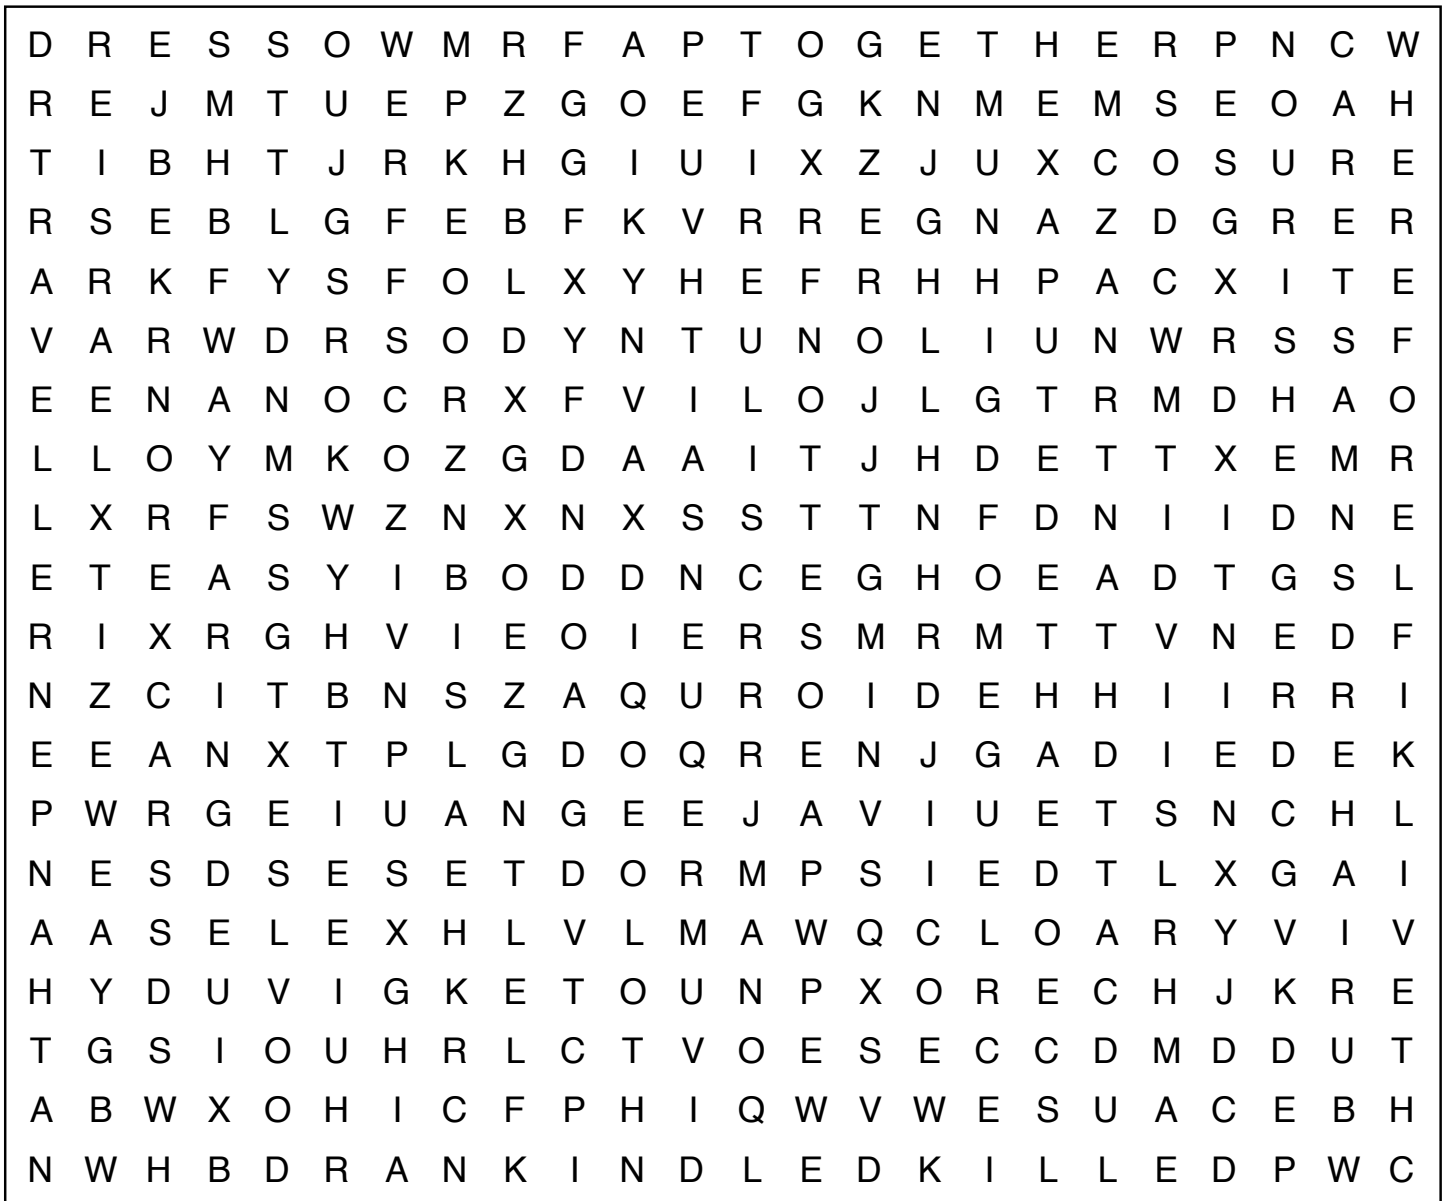 D R E S S O W M R F A P T O G E T H E R P N C W
R E J M T U E P Z G O E F G K N M E M S E O A H
T I B H T J R K H G I U I X Z J U X C O S U R E
R S E B L G F E B F K V R R E G N A Z D G R E R
A R K F Y S F O L X Y H E F R H H P A C X I T E
V A R W D R S O D Y N T U N O L I U N W R S S F
E E N A N O C R X F V I L O J L G T R M D H A O
L L O Y M K O Z G D A A I T J H D E T T X E M R
L X R F S W Z N X N X S S T T N F D N I I D N E
E T E A S Y I B O D D N C E G H O E A D T G S L
R I X R G H V I E O I E R S M R M T T V N E D F
N Z C I T B N S Z A Q U R O I D E H H I I R R I
E E A N X T P L G D O Q R E N J G A D I E D E K
P W R G E I U A N G E E J A V I U E T S N C H L
N E S D S E S E T D O R M P S I E D T L X G A I
A A S E L E X H L V L M A W Q C L O A R Y V I V
H Y D U V I G K E T O U N P X O R E C H J K R E
T G S I O U H R L C T V O E S E C C D M D D U T
A B W X O H I C F P H I Q W V W E S U A C E B H
N W H B D R A N K I N D L E D K I L L E D P W C